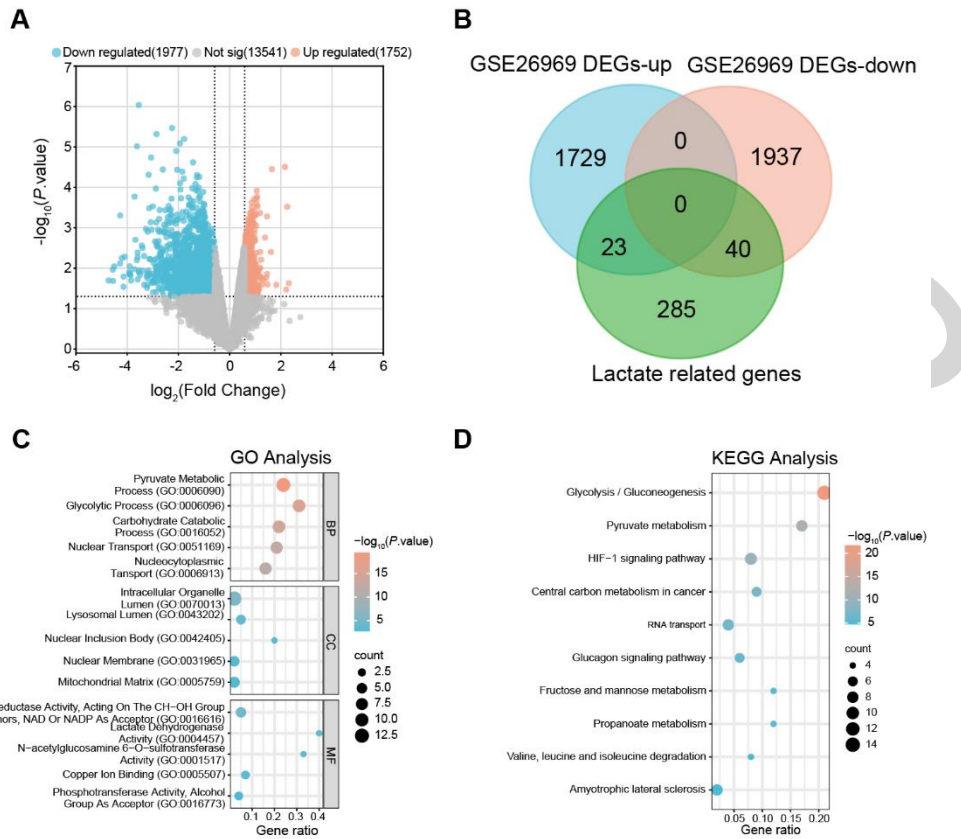 A
Down regulated(1977) Not sig(13541) Up regulated(1752)
7
6
5
4
3
2
1
0
-log10(P.value)
-6 -4 -2 0 2 4 6
log2(Fold Change)
B
GSE26969 DEGs-up GSE26969 DEGs-down
1729 0 1937
0
23 40
285
Lactate related genes
C
GO Analysis
Pyruvate Metabolic
Process (GO:0006090)
Glycolytic Process (GO:0006096)
Carbohydrate Catabolic
Process (GO:0016052)
Nuclear Transport (GO:0051169)
Nucleocytoplasmic
Transport (GO:0006913)
BP
Intracellular Organelle
Lumen (GO:0070013)
Lysosomal Lumen (GO:0043202)
Nuclear Inclusion Body (GO:0042405)
Nuclear Membrane (GO:0031965)
Mitochondrial Matrix (GO:0005759)
CC
eductase Activity, Acting On The CH-OH Group
nors, NAD Or NADP As Acceptor (GO:0016616)
Lactate Dehydrogenase
Activity (GO:0004457)
N-acetylglucosamine 6-O-sulfotransferase
Activity (GO:0001517)
Copper Ion Binding (GO:0005507)
Phosphotransferase Activity, Alcohol
Group As Acceptor (GO:0016773)
MF
0.1 0.2 0.3 0.4
Gene ratio
-log10(P.value)
15
10
5
count
2.5
5.0
7.5
10.0
12.5
D
KEGG Analysis
Glycolysis / Gluconeogenesis
Pyruvate metabolism
HIF-1 signaling pathway
Central carbon metabolism in cancer
RNA transport
Glucagon signaling pathway
Fructose and mannose metabolism
Propanoate metabolism
Valine, leucine and isoleucine degradation
Amyotrophic lateral sclerosis
0.05 0.10 0.15 0.20
Gene ratio
-log10(P.value)
20
15
10
5
count
4
6
8
10
12
14